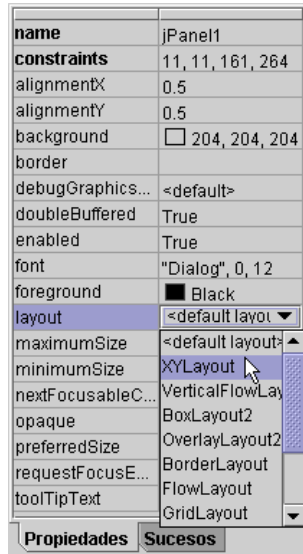 name jPanel1
constraints 11, 11, 161, 264
alignmentX 0.5
alignmentY 0.5
background 204, 204, 204
border
debugGraphics... <default>
doubleBuffered True
enabled True
font "Dialog", 0, 12
foreground Black
layout <default layou
maximumSize <default layout>
minimumSize XYLayout
nextFocusableC... VerticalFlowLay
opaque BoxLayout2
preferredSize OverlayLayout2
requestFocusE... BorderLayout
toolTipText FlowLayout
GridLayout
Propiedades Sucesos